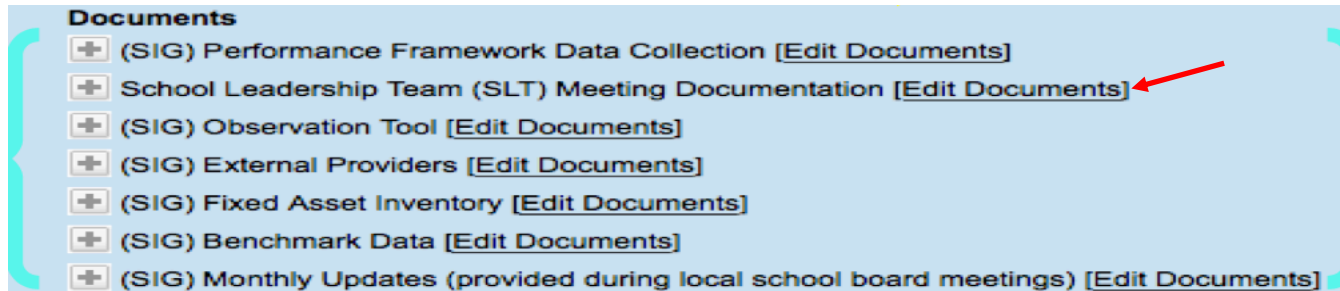 Documents
(SIG) Performance Framework Data Collection [Edit Documents]
School Leadership Team (SLT) Meeting Documentation [Edit Documents]
(SIG) Observation Tool [Edit Documents]
(SIG) External Providers [Edit Documents]
(SIG) Fixed Asset Inventory [Edit Documents]
(SIG) Benchmark Data [Edit Documents]
(SIG) Monthly Updates (provided during local school board meetings) [Edit Documents]